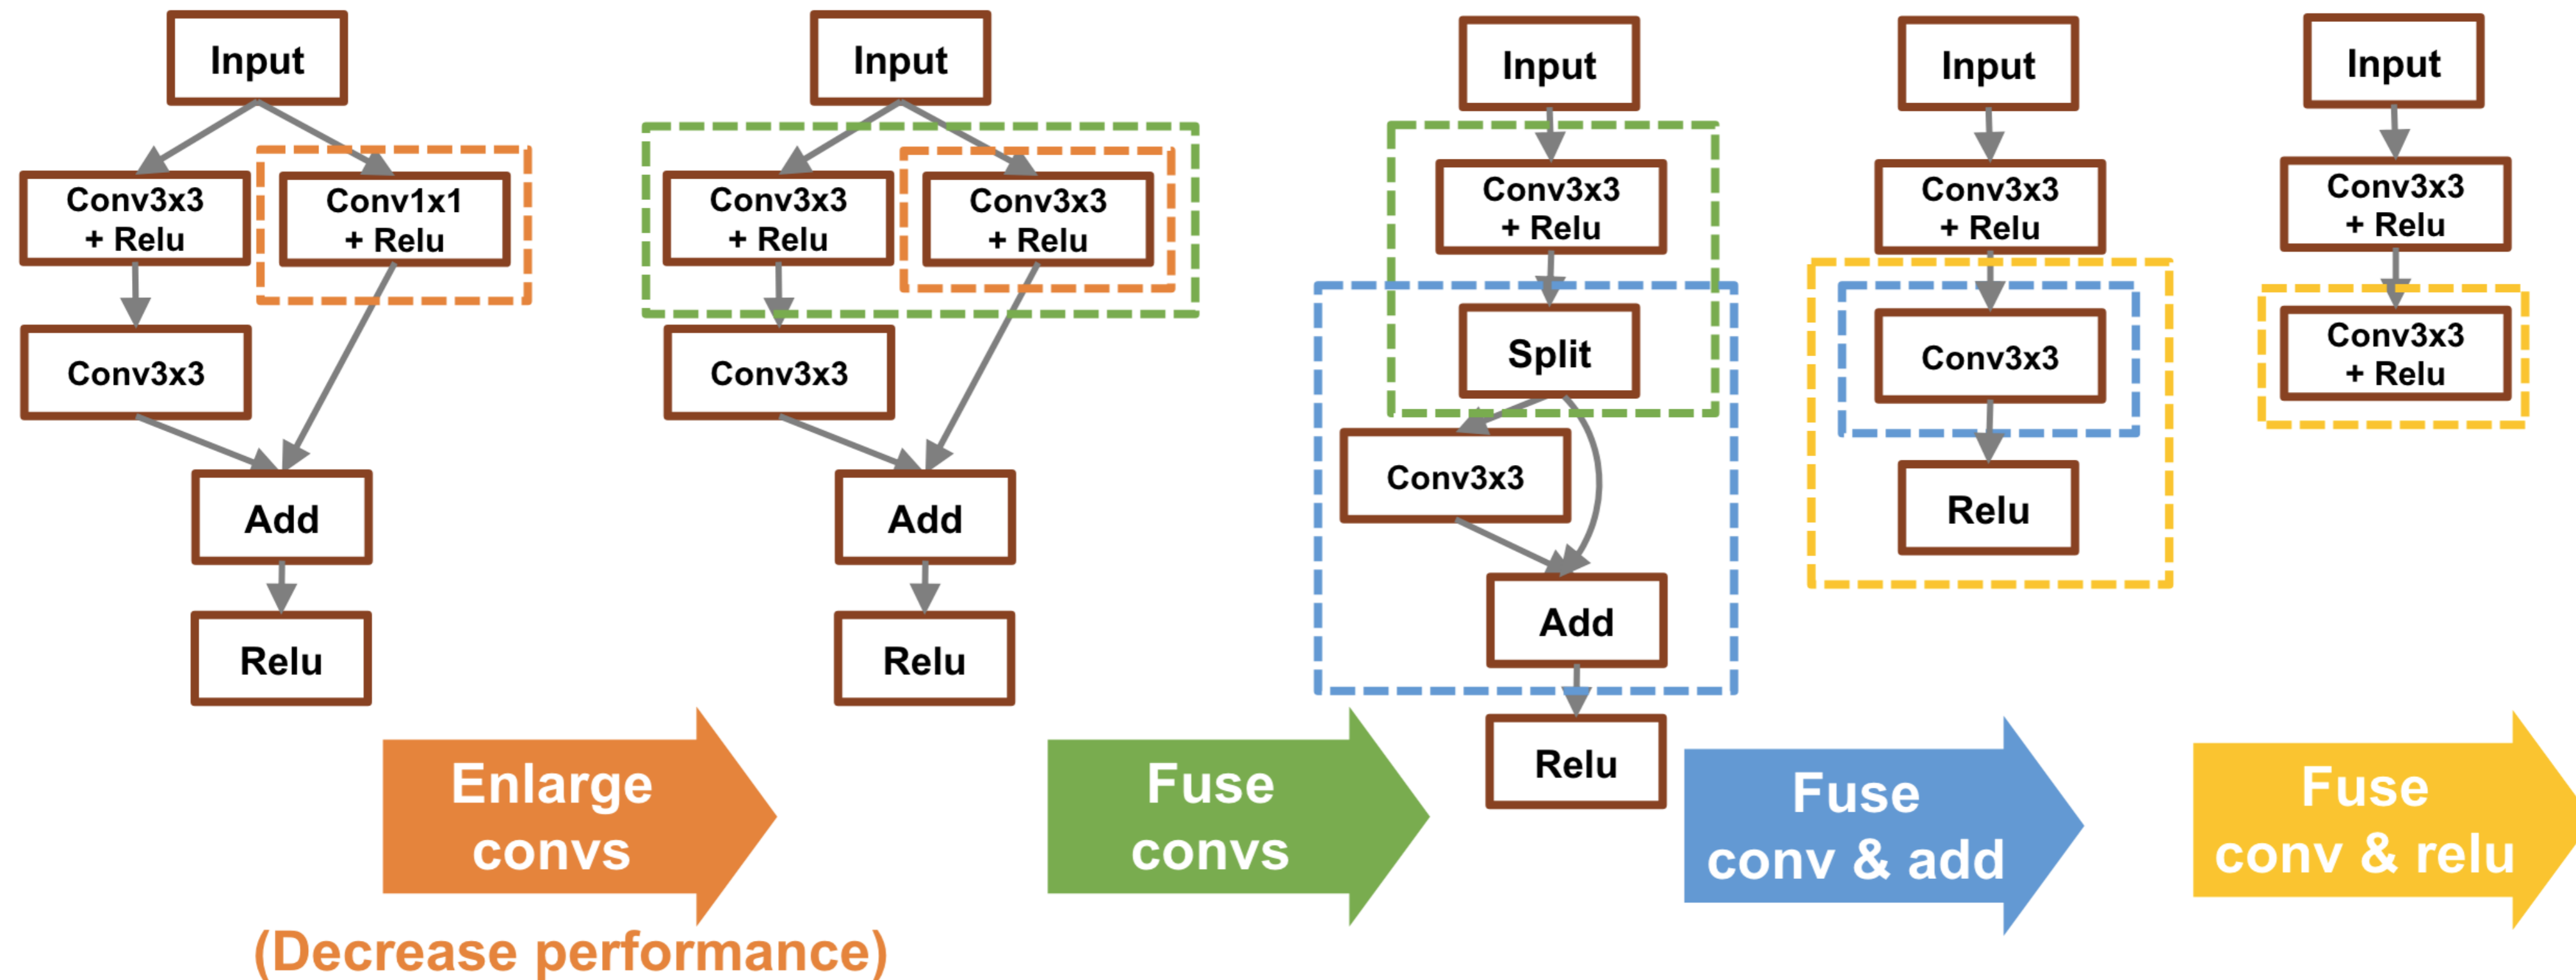 Input
Conv3x3
+ Relu
Conv1x1
+ Relu
Conv3x3
Add
Relu
Input
Conv3x3
+ Relu
Conv3x3
+ Relu
Conv3x3
Add
Relu
Input
Conv3x3
+ Relu
Split
Conv3x3
Add
Relu
Input
Conv3x3
+ Relu
Conv3x3
Relu
Input
Conv3x3
+ Relu
Conv3x3
+ Relu
Enlarge
convs
(Decrease performance)
Fuse
convs
Fuse
conv & add
Fuse
conv & relu